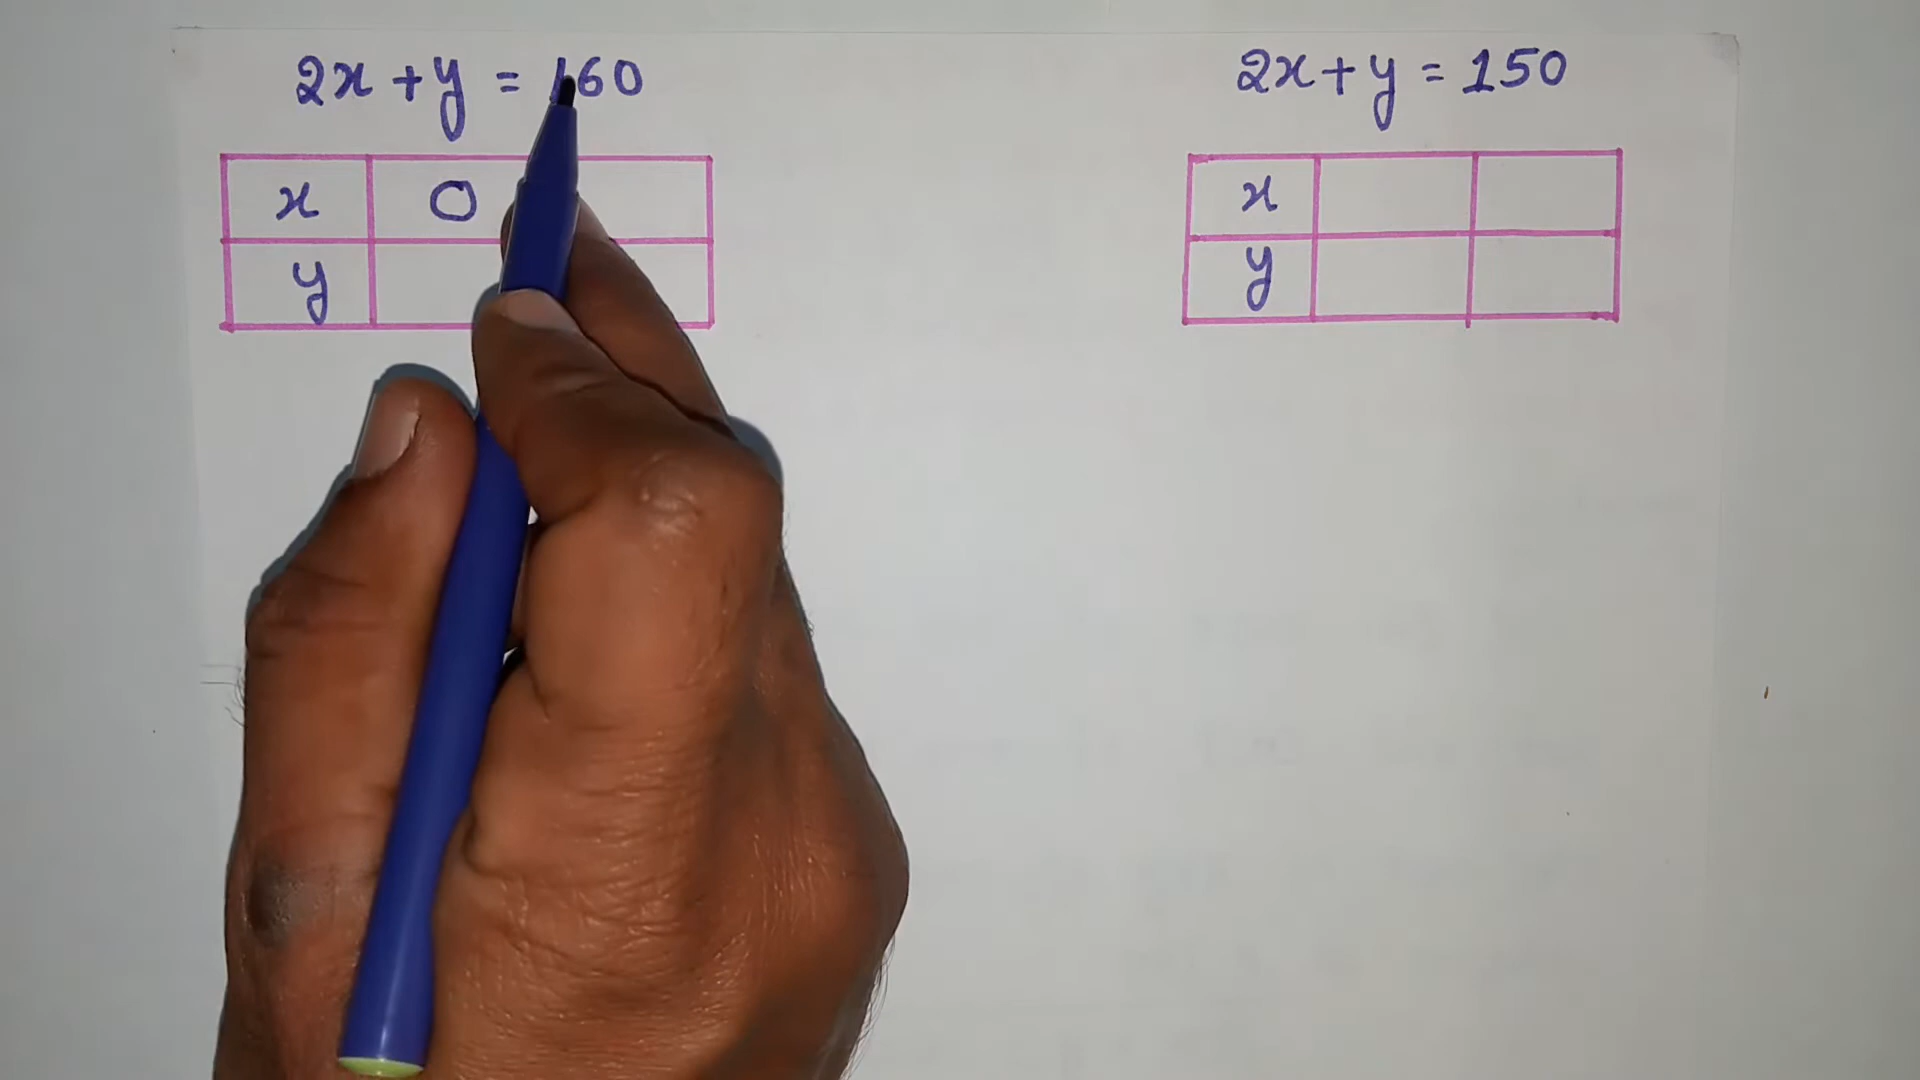 2x + y = 160
x 0
y
2x + y = 150
x
y